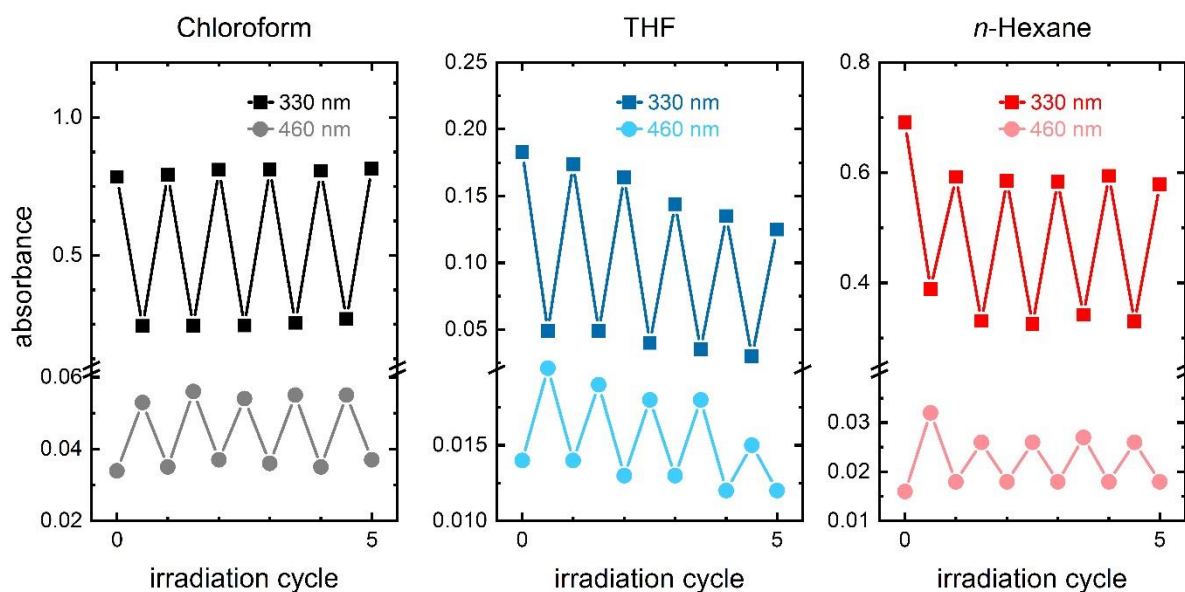 Chloroform
THF
n-Hexane
absorbance
1.0
0.5
0.06
0.04
0.02
330 nm
460 nm
0
5
irradiation cycle
0.25
0.20
0.15
0.10
0.05
0.015
0.010
330 nm
460 nm
0
5
irradiation cycle
0.8
0.6
0.4
0.03
0.02
0.01
330 nm
460 nm
0
5
irradiation cycle